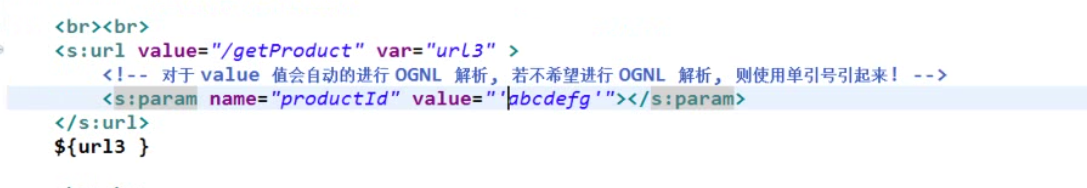 <br><br>
<s:url value="/getProduct" var="url3" >
<!-- 对于 value 值会自动的进行 OGNL 解析, 若不希望进行 OGNL 解析, 则使用单引号引起来! -->
<s:param name="productId" value="'abcdefg'"></s:param>
</s:url>
${url3 }